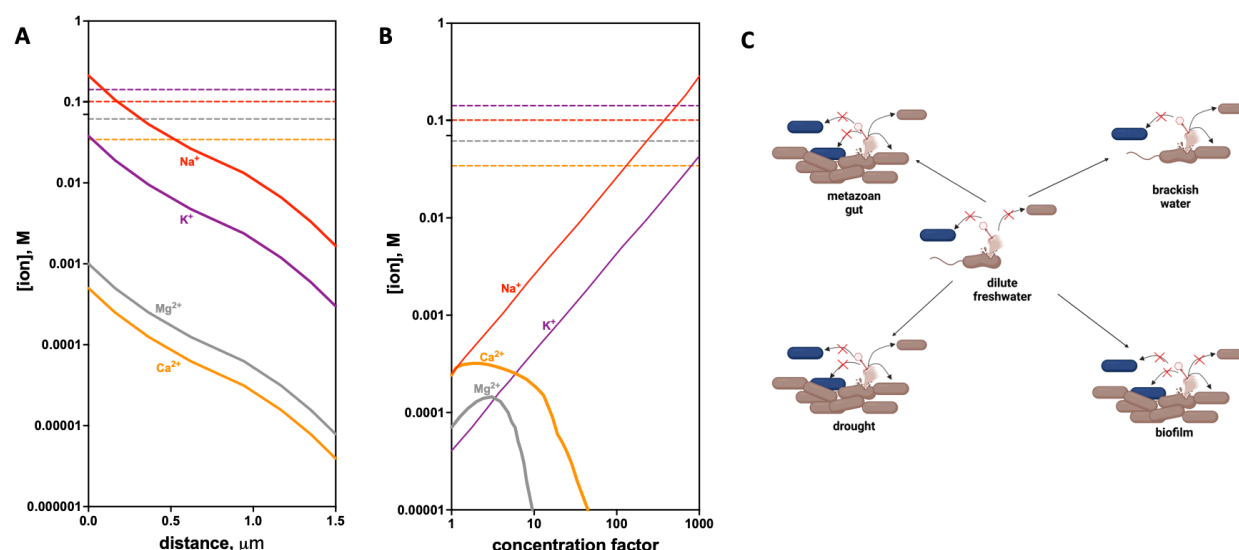 A
[ion], M
1
0.1
0.01
0.001
0.0001
0.00001
0.000001
Na⁺
K⁺
Mg²⁺
Ca²⁺
0.0
0.5
1.0
1.5
distance, μm
B
[ion], M
1
0.1
0.01
0.001
0.0001
0.00001
Na⁺
K⁺
Ca²⁺
Mg²⁺
1
10
100
1000
concentration factor
C
metazoan
gut
brackish
water
dilute
freshwater
drought
biofilm